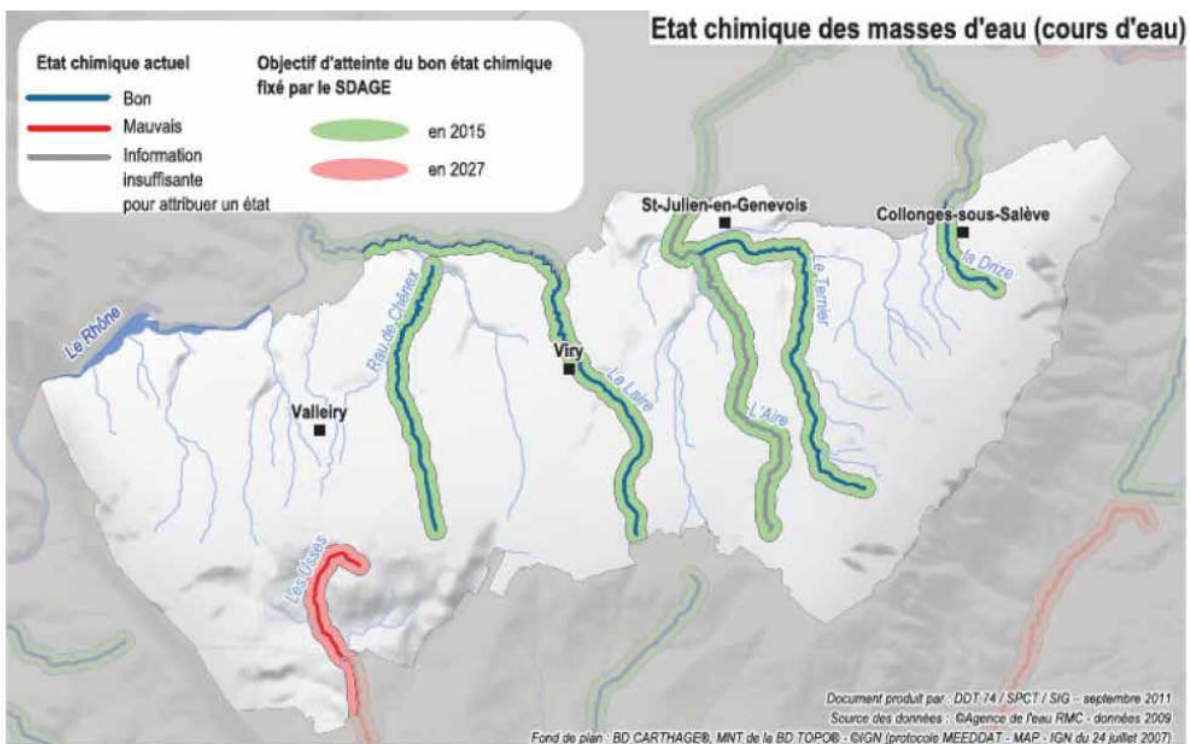 Etat chimique des masses d'eau (cours d'eau)
Etat chimique actuel
Bon
Mauvais
Information
insuffisante
pour attribuer un état
Objectif d'atteinte du bon état chimique
fixé par le SDAGE
en 2015
en 2027
St-Julien-en-Genevois
Collonges-sous-Salève
la Drize
Le Ternier
Le Rhône
Rau de Chênex
Viry
La Laire
L'Aire
Valleiry
Les Usses
Document produit par : DDT 74 / SPCT / SIG – septembre 2011
Source des données : ©Agence de l'eau RMC - données 2009
Fond de plan : BD CARTHAGE®, MNT de la BD TOPO® - ©IGN (protocole MEEDDAT - MAP - IGN du 24 juillet 2007)